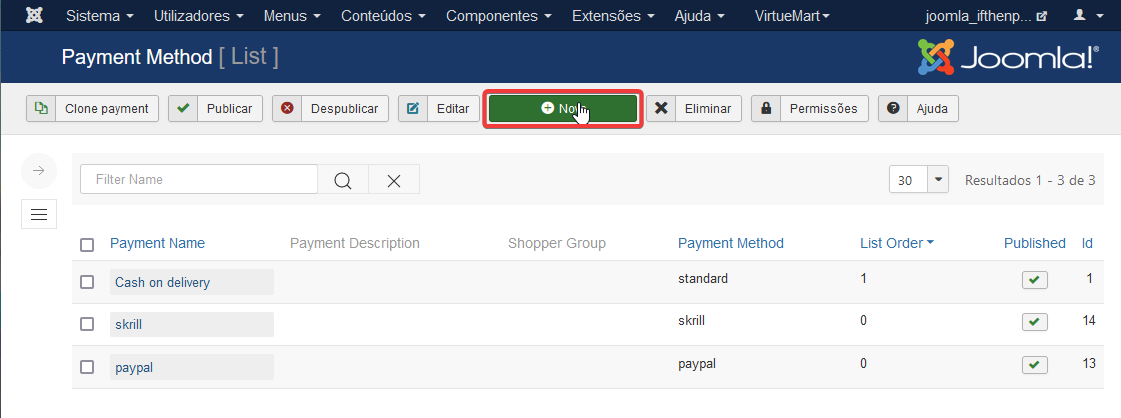 Sistema Utilizadores Menus Conteúdos Componentes Extensões Ajuda VirtueMart joomla_ifthenp...
Payment Method [ List ] Joomla!®
Clone payment Publicar Despublicar Editar Eliminar Permissões Ajuda
Filter Name 30 Resultados 1 - 3 de 3
Payment Name Payment Description Shopper Group Payment Method List Order Published Id
Cash on delivery standard 1 1
skrill skrill 0 14
paypal paypal 0 13